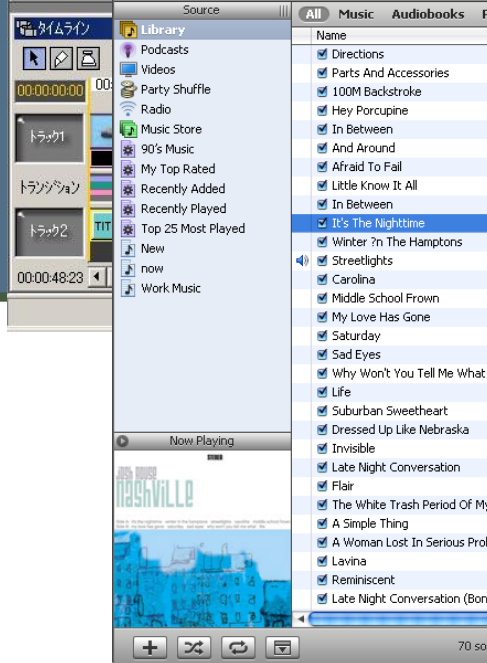 タイムライン
00:00:00:00
00:
トラック1
トランジション
トラック2
TIT
00:00:48:23
Source
Library
Podcasts
Videos
Party Shuffle
Radio
Music Store
90's Music
My Top Rated
Recently Added
Recently Played
Top 25 Most Played
New
now
Work Music
Now Playing
josh rouse
nashville
All Music Audiobooks
Name
Directions
Parts And Accessories
100M Backstroke
Hey Porcupine
In Between
And Around
Afraid To Fail
Little Know It All
In Between
It's The Nighttime
Winter ?n The Hamptons
Streetlights
Carolina
Middle School Frown
My Love Has Gone
Saturday
Sad Eyes
Why Won't You Tell Me What
Life
Suburban Sweetheart
Dressed Up Like Nebraska
Invisible
Late Night Conversation
Flair
The White Trash Period Of My
A Simple Thing
A Woman Lost In Serious Prol
Lavina
Reminiscent
Late Night Conversation (Bon
70 so